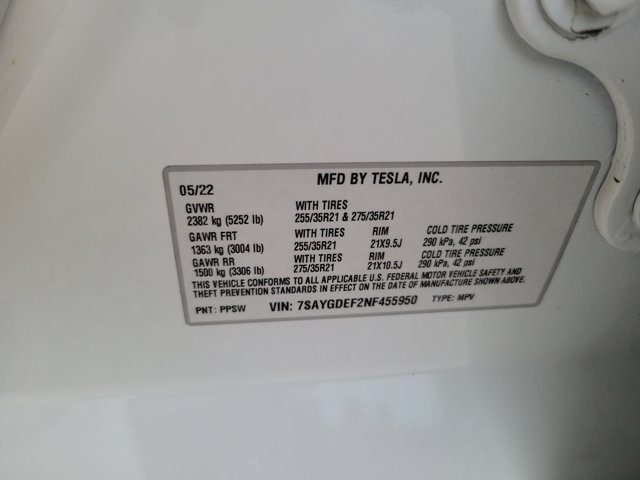 05/22 MFD BY TESLA, INC.
GVWR WITH TIRES
2382 kg (5252 lb) 255/35R21 & 275/35R21
GAWR FRT WITH TIRES RIM COLD TIRE PRESSURE
1363 kg (3004 lb) 255/35R21 21X9.5J 290 kPa, 42 psi
GAWR RR WITH TIRES RIM COLD TIRE PRESSURE
1500 kg (3306 lb) 275/35R21 21X10.5J 290 kPa, 42 psi
THIS VEHICLE CONFORMS TO ALL APPLICABLE U.S. FEDERAL MOTOR VEHICLE SAFETY AND
THEFT PREVENTION STANDARDS IN EFFECT ON THE DATE OF MANUFACTURE SHOWN ABOVE.
PNT: PPSW VIN: 7SAYGDEF2NF455950 TYPE: MPV